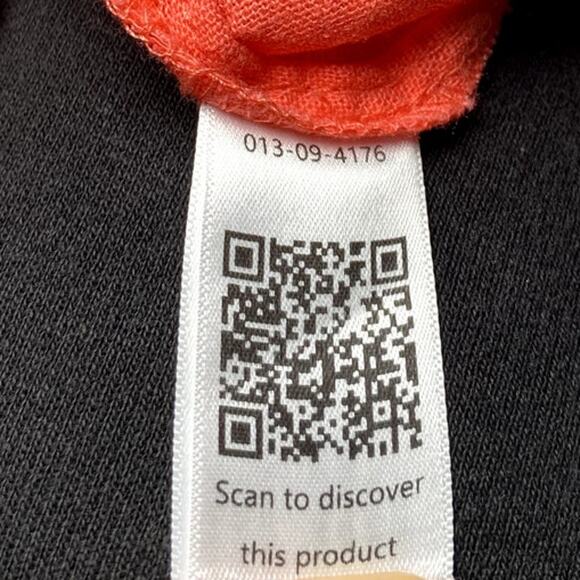 013-09-4176
Scan to discover
this product